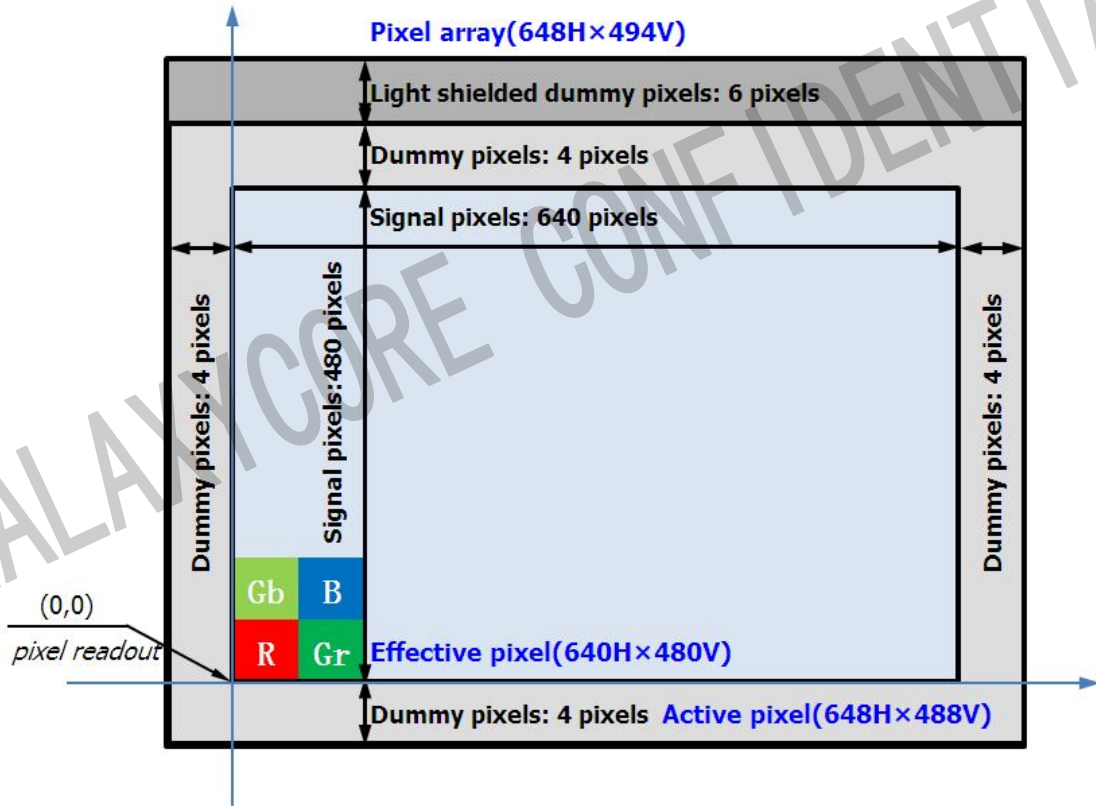 Pixel array(648H×494V)
Light shielded dummy pixels: 6 pixels
Dummy pixels: 4 pixels
Signal pixels: 640 pixels
Dummy pixels: 4 pixels
Signal pixels:480 pixels
Dummy pixels: 4 pixels
Gb B
(0,0)
pixel readout
R Gr
Effective pixel(640H×480V)
Dummy pixels: 4 pixels Active pixel(648H×488V)
ALAXYCORE CONFIDENTIA